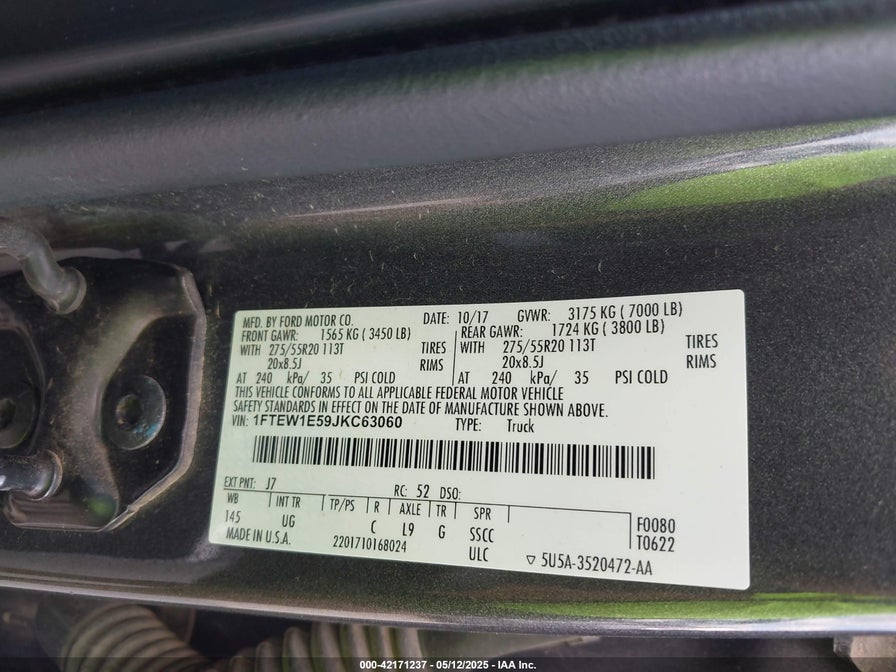 MFD. BY FORD MOTOR CO. DATE: 10/17 GVWR: 3175 KG ( 7000 LB)
FRONT GAWR: 1565 KG ( 3450 LB) REAR GAWR: 1724 KG ( 3800 LB)
WITH 275/55R20 113T TIRES WITH 275/55R20 113T TIRES
20x8.5J RIMS 20x8.5J RIMS
AT 240 kPa/ 35 PSI COLD AT 240 kPa/ 35 PSI COLD
THIS VEHICLE CONFORMS TO ALL APPLICABLE FEDERAL MOTOR VEHICLE
SAFETY STANDARDS IN EFFECT ON THE DATE OF MANUFACTURE SHOWN ABOVE.
VIN: 1FTEW1E59JKC63060 TYPE: Truck
EXT PNT: J7 RC: 52 DSO:
WB INT TR TP/PS R AXLE TR SPR
145 UG C L9 G SSCC
F0080
T0622
MADE IN U.S.A. 2201710168024 ULC ▽ 5U5A-3520472-AA
000-42171237 - 05/12/2025 - IAA Inc.